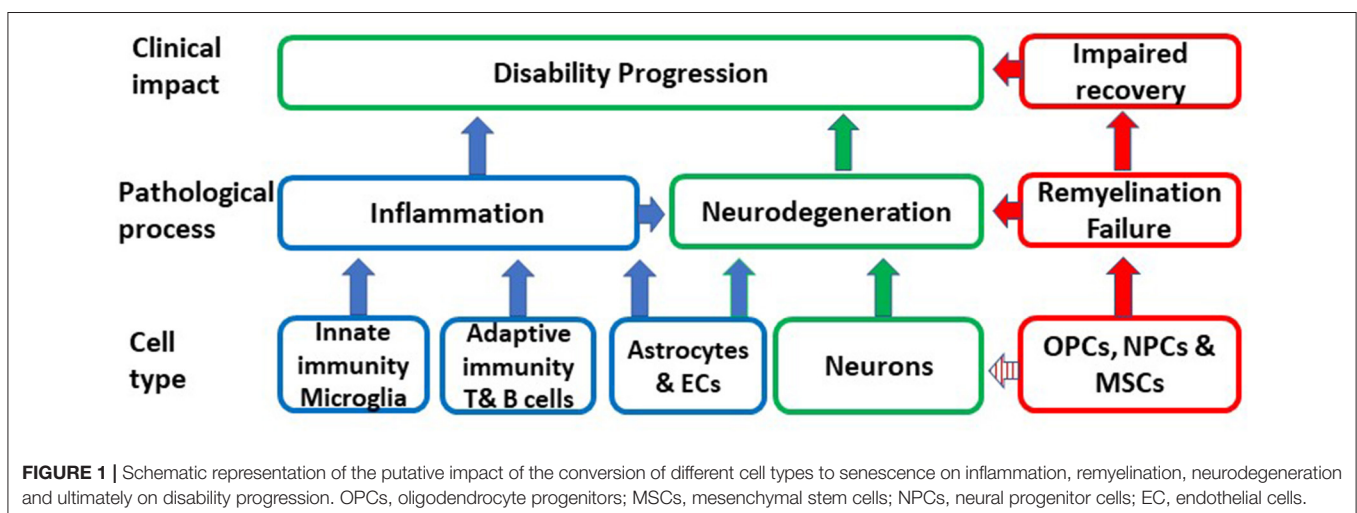 Clinical
impact
Disability Progression
Impaired
recovery
Pathological
process
Inflammation
Neurodegeneration
Remyelination
Failure
Cell
type
Innate
immunity
Microglia
Adaptive
immunity
T& B cells
Astrocytes
& ECs
Neurons
OPCs, NPCs &
MSCs
FIGURE 1 | Schematic representation of the putative impact of the conversion of different cell types to senescence on inflammation, remyelination, neurodegeneration
and ultimately on disability progression. OPCs, oligodendrocyte progenitors; MSCs, mesenchymal stem cells; NPCs, neural progenitor cells; EC, endothelial cells.